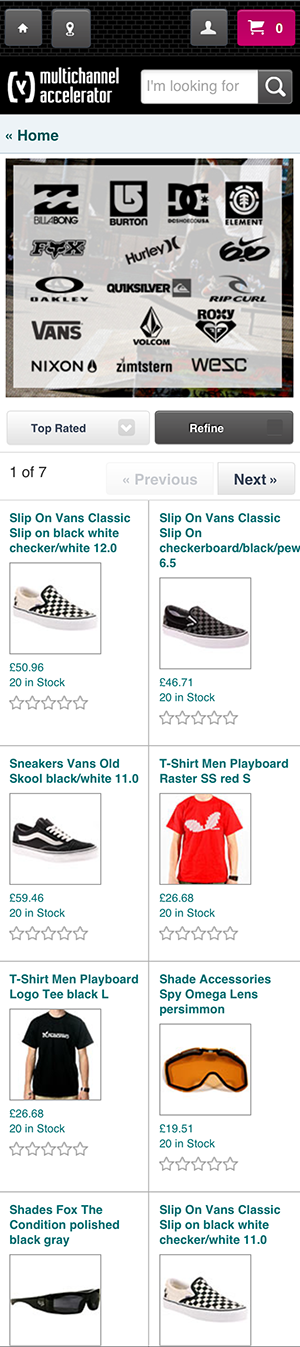 0
multichannel
accelerator
I'm looking for
« Home
BILLABONG
BURTON
DCSHOECOUSA
ELEMENT
FOX
Hurley
OAKLEY
QUIKSILVER
RIP CURL
VANS
VOLCOM
ROXY
NIXON
zimtstern
WESC
Top Rated
Refine
1 of 7
« Previous
Next »
Slip On Vans Classic
Slip on black white
checker/white 12.0
£50.96
20 in Stock
Slip On Vans Classic
Slip On
checkerboard/black/pew
6.5
£46.71
20 in Stock
Sneakers Vans Old
Skool black/white 11.0
£59.46
20 in Stock
T-Shirt Men Playboard
Raster SS red S
£26.68
20 in Stock
T-Shirt Men Playboard
Logo Tee black L
£26.68
20 in Stock
Shade Accessories
Spy Omega Lens
persimmon
£19.51
20 in Stock
Shades Fox The
Condition polished
black gray
Slip On Vans Classic
Slip on black white
checker/white 11.0